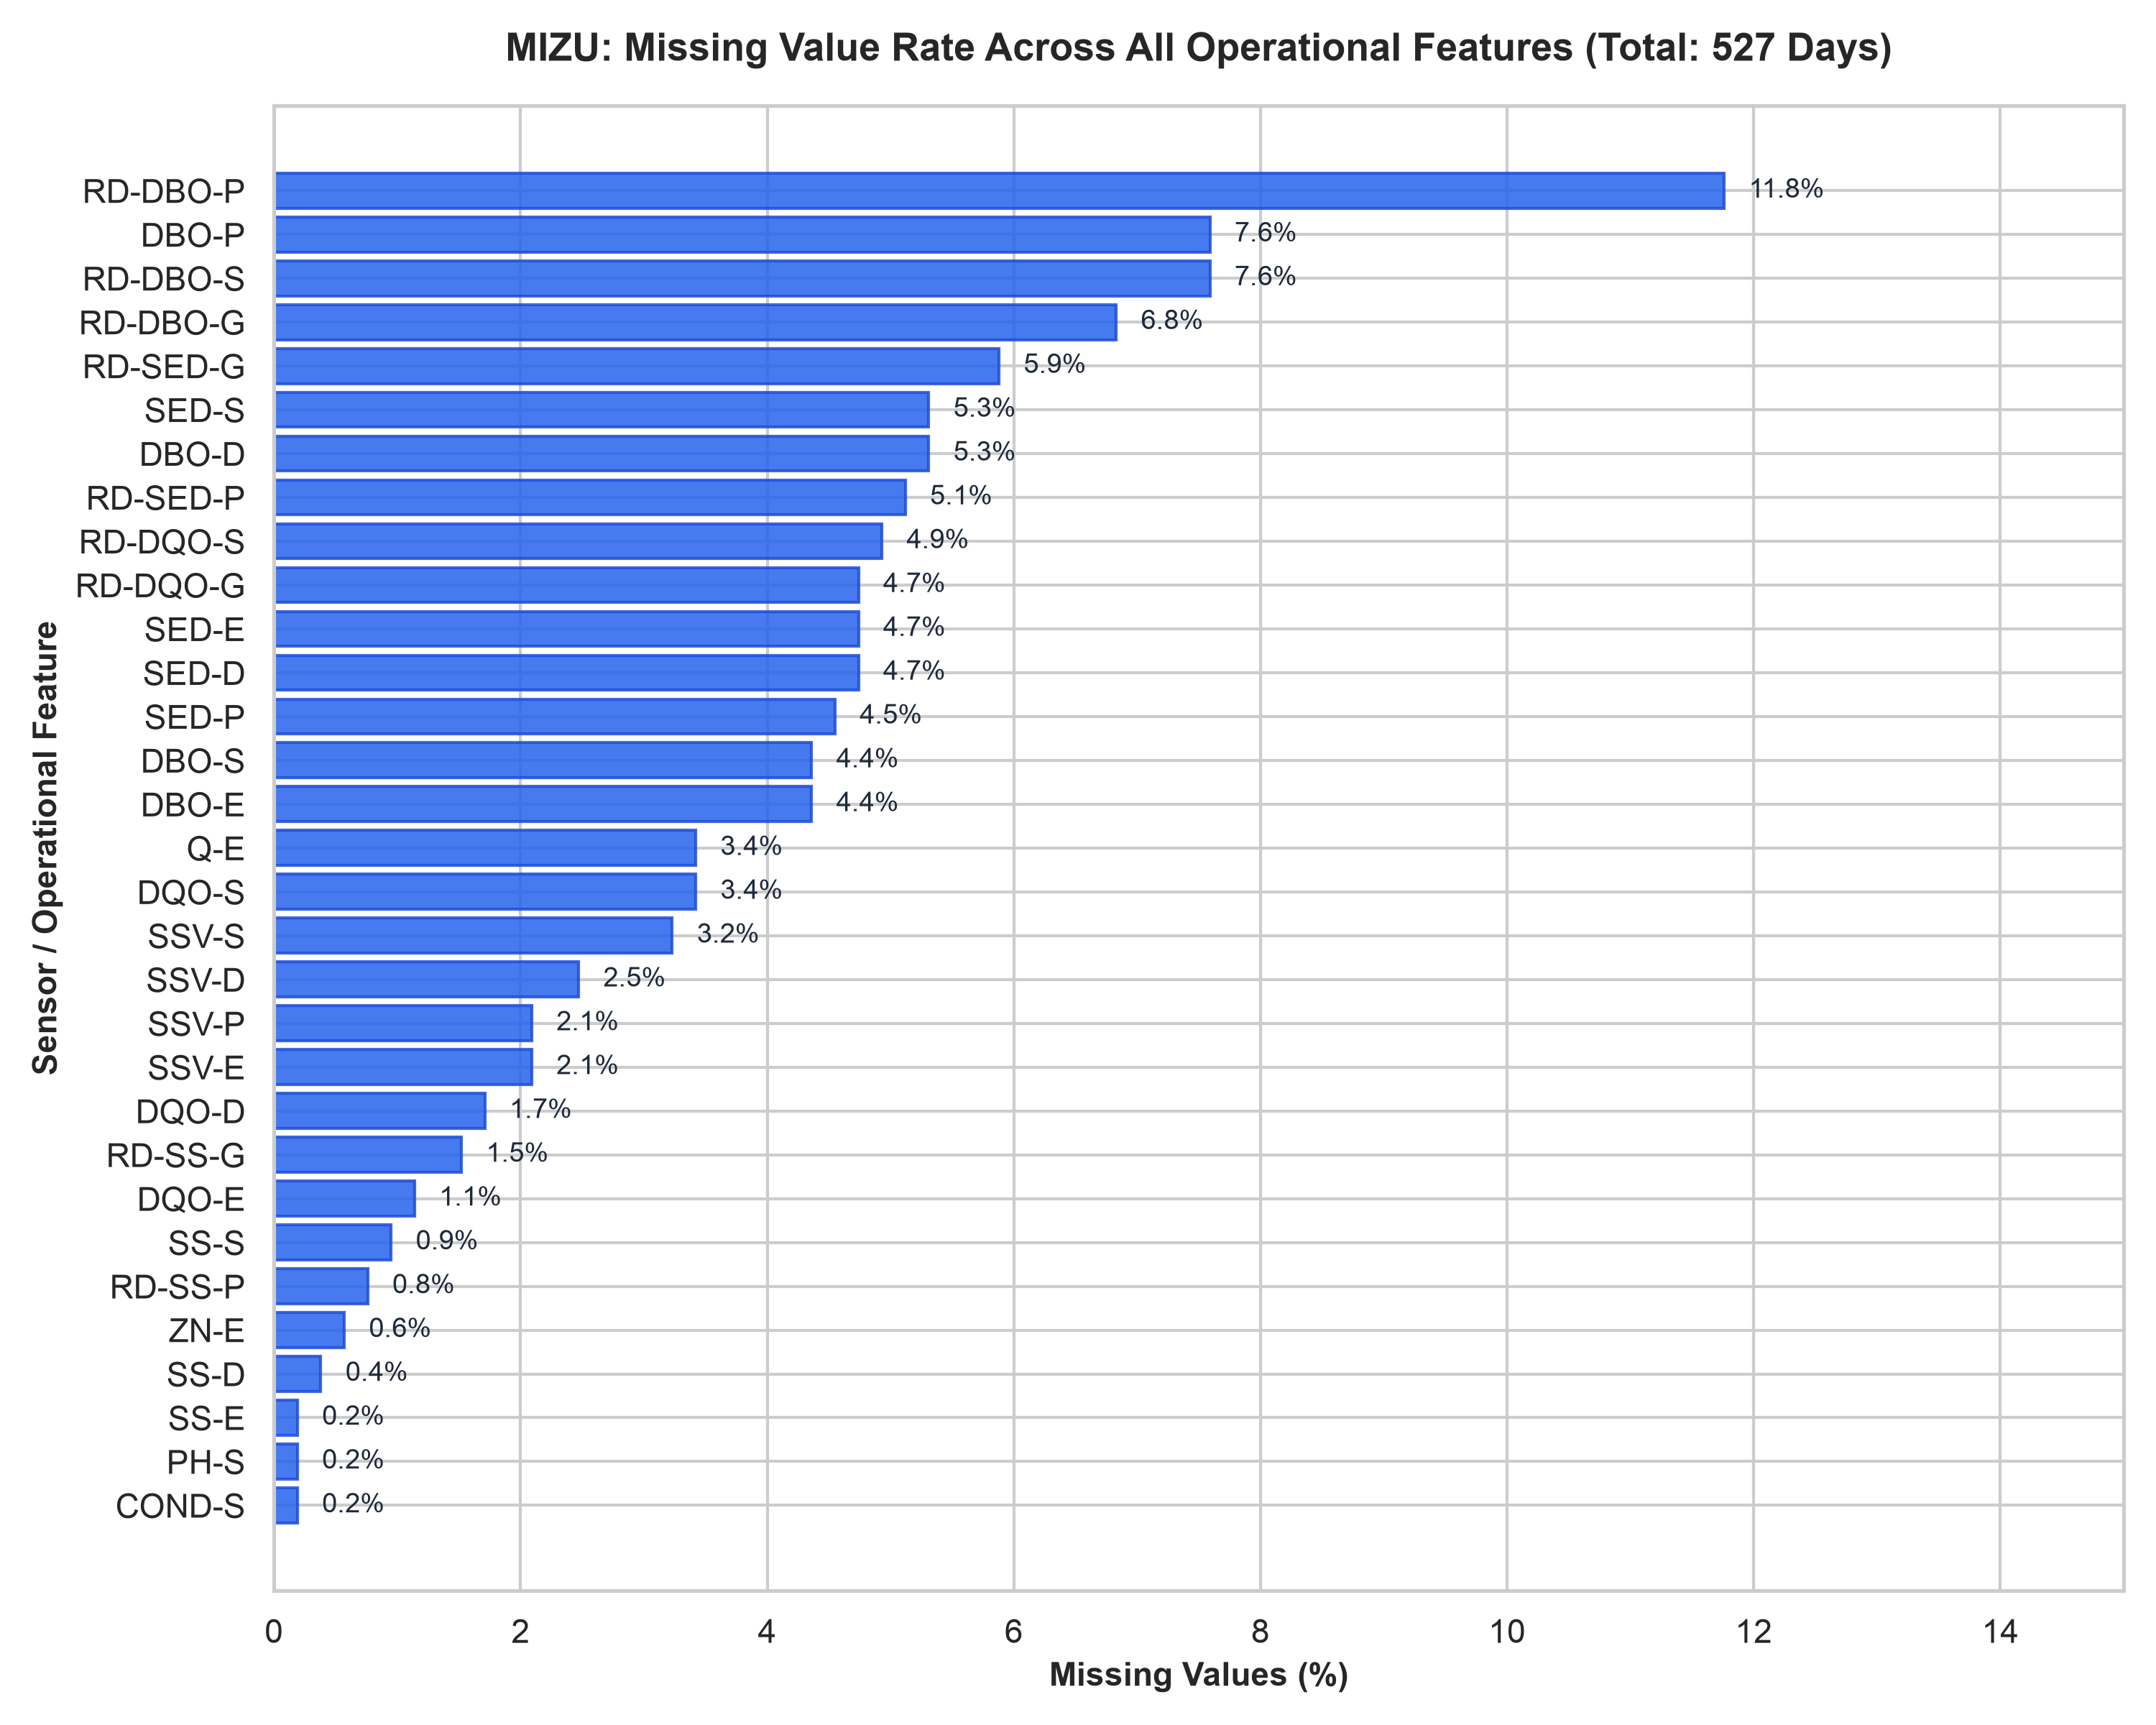 MIZU: Missing Value Rate Across All Operational Features (Total: 527 Days)
Sensor / Operational Feature
RD-DBO-P 11.8%
DBO-P 7.6%
RD-DBO-S 7.6%
RD-DBO-G 6.8%
RD-SED-G 5.9%
SED-S 5.3%
DBO-D 5.3%
RD-SED-P 5.1%
RD-DQO-S 4.9%
RD-DQO-G 4.7%
SED-E 4.7%
SED-D 4.7%
SED-P 4.5%
DBO-S 4.4%
DBO-E 4.4%
Q-E 3.4%
DQO-S 3.4%
SSV-S 3.2%
SSV-D 2.5%
SSV-P 2.1%
SSV-E 2.1%
DQO-D 1.7%
RD-SS-G 1.5%
DQO-E 1.1%
SS-S 0.9%
RD-SS-P 0.8%
ZN-E 0.6%
SS-D 0.4%
SS-E 0.2%
PH-S 0.2%
COND-S 0.2%
0 2 4 6 8 10 12 14
Missing Values (%)